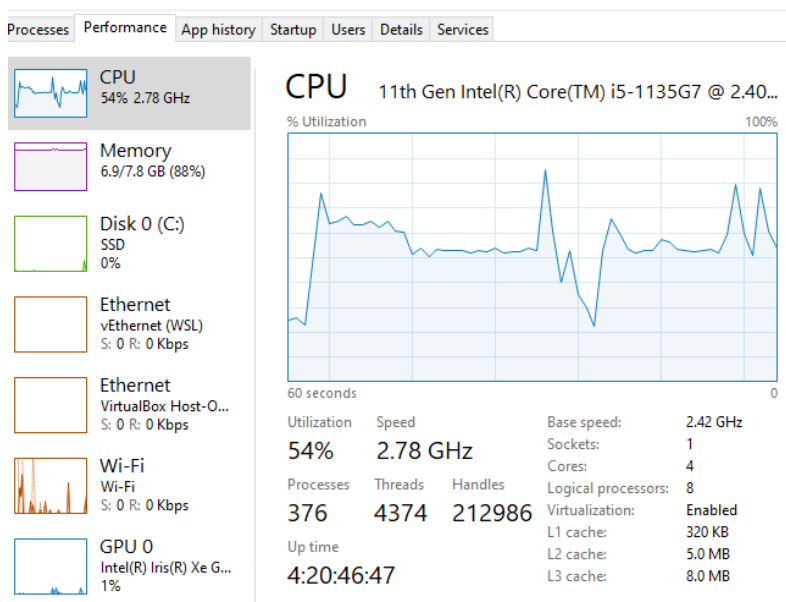 Processes Performance App history Startup Users Details Services
CPU
54% 2.78 GHz
Memory
6.9/7.8 GB (88%)
Disk 0 (C:)
SSD
0%
Ethernet
vEthernet (WSL)
S: 0 R: 0 Kbps
Ethernet
VirtualBox Host-O...
S: 0 R: 0 Kbps
Wi-Fi
Wi-Fi
S: 0 R: 0 Kbps
GPU 0
Intel(R) Iris(R) Xe G...
1%
CPU 11th Gen Intel(R) Core(TM) i5-1135G7 @ 2.40...
% Utilization 100%
60 seconds 0
Utilization Speed
54% 2.78 GHz
Processes Threads Handles
376 4374 212986
Up time
4:20:46:47
Base speed: 2.42 GHz
Sockets: 1
Cores: 4
Logical processors: 8
Virtualization: Enabled
L1 cache: 320 KB
L2 cache: 5.0 MB
L3 cache: 8.0 MB